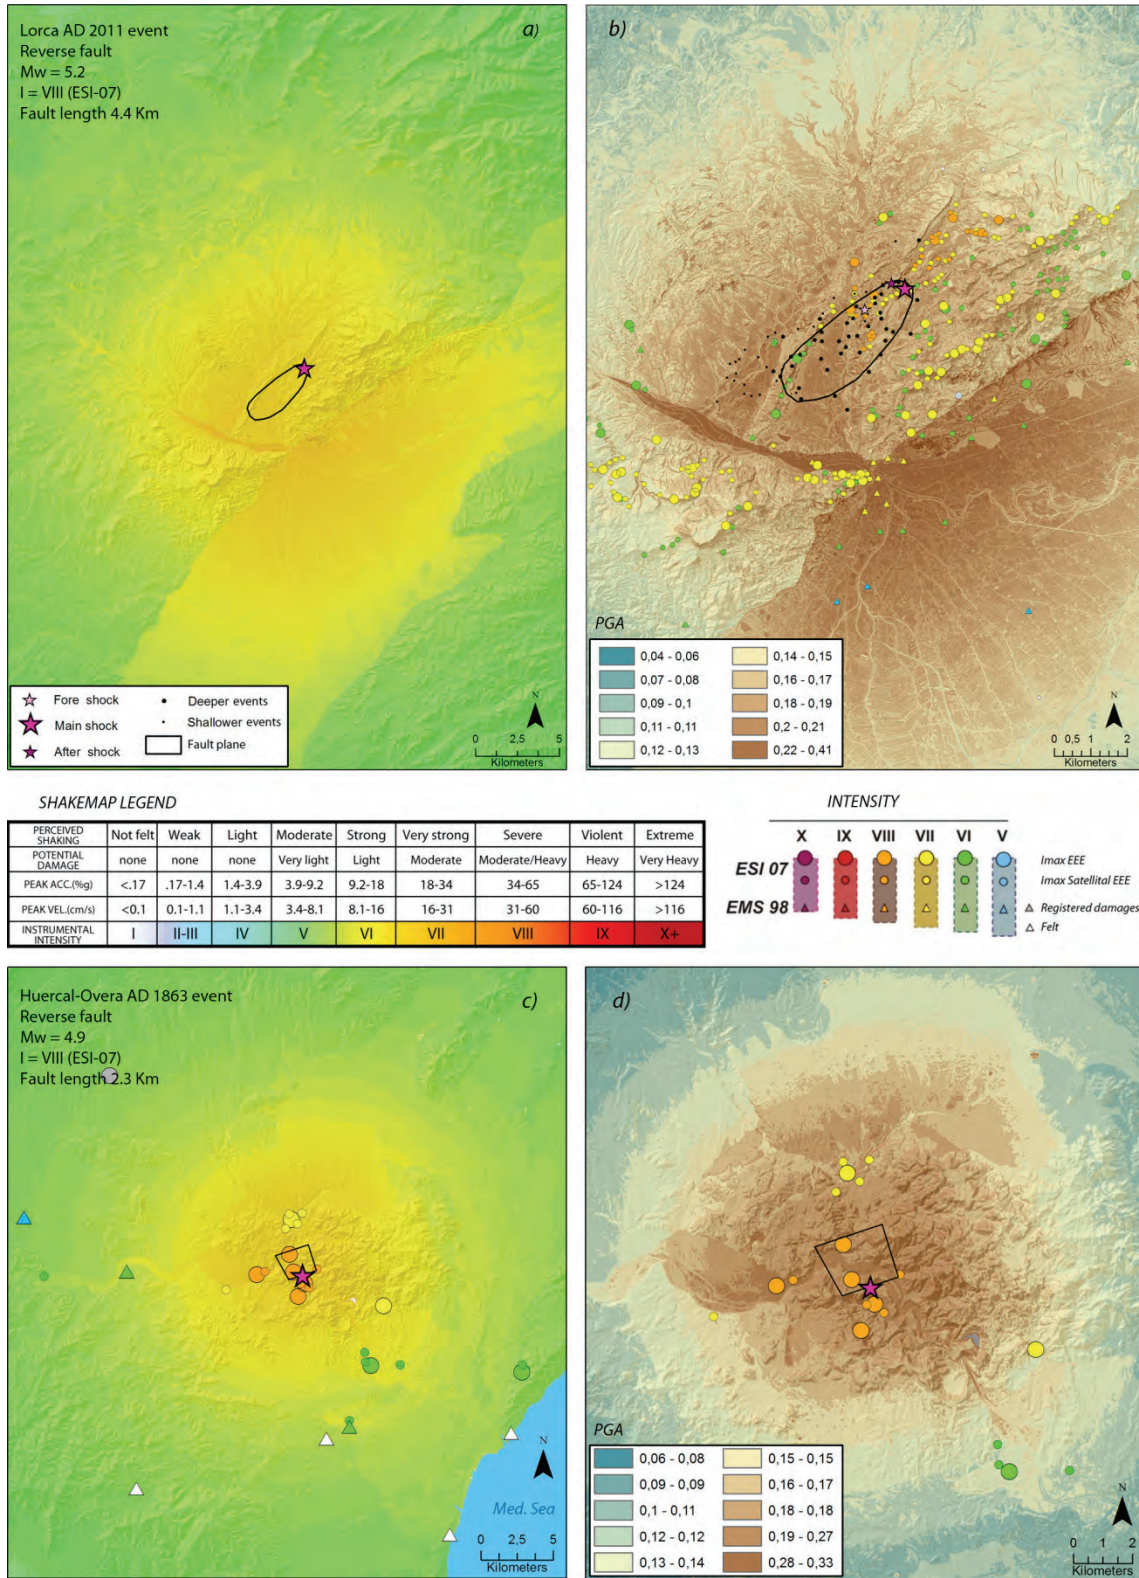 Lorca AD 2011 event
Reverse fault
Mw = 5.2
I = VIII (ESI-07)
Fault length 4.4 Km
a)
Fore shock
Main shock
After shock
Deeper events
Shallower events
Fault plane
N
0 2,5 5
Kilometers
b)
PGA
0,04 - 0,06
0,07 - 0,08
0,09 - 0,1
0,11 - 0,11
0,12 - 0,13
0,14 - 0,15
0,16 - 0,17
0,18 - 0,19
0,2 - 0,21
0,22 - 0,41
N
0 0,5 1 2
Kilometers
SHAKEMAP LEGEND
PERCEIVED SHAKING Not felt Weak Light Moderate Strong Very strong Severe Violent Extreme
POTENTIAL DAMAGE none none none Very light Light Moderate Moderate/Heavy Heavy Very Heavy
PEAK ACC.(%g) <.17 .17-1.4 1.4-3.9 3.9-9.2 9.2-18 18-34 34-65 65-124 >124
PEAK VEL.(cm/s) <0.1 0.1-1.1 1.1-3.4 3.4-8.1 8.1-16 16-31 31-60 60-116 >116
INSTRUMENTAL INTENSITY I II-III IV V VI VII VIII IX X+
INTENSITY
X IX VIII VII VI V
ESI 07
EMS 98
Imax EEE
Imax Satellital EEE
Registered damages
Felt
Huercal-Overa AD 1863 event
Reverse fault
Mw = 4.9
I = VIII (ESI-07)
Fault length 2.3 Km
c)
Med. Sea
N
0 2,5 5
Kilometers
d)
PGA
0,06 - 0,08
0,09 - 0,09
0,1 - 0,11
0,12 - 0,12
0,13 - 0,14
0,15 - 0,15
0,16 - 0,17
0,18 - 0,18
0,19 - 0,27
0,28 - 0,33
N
0 1 2
Kilometers